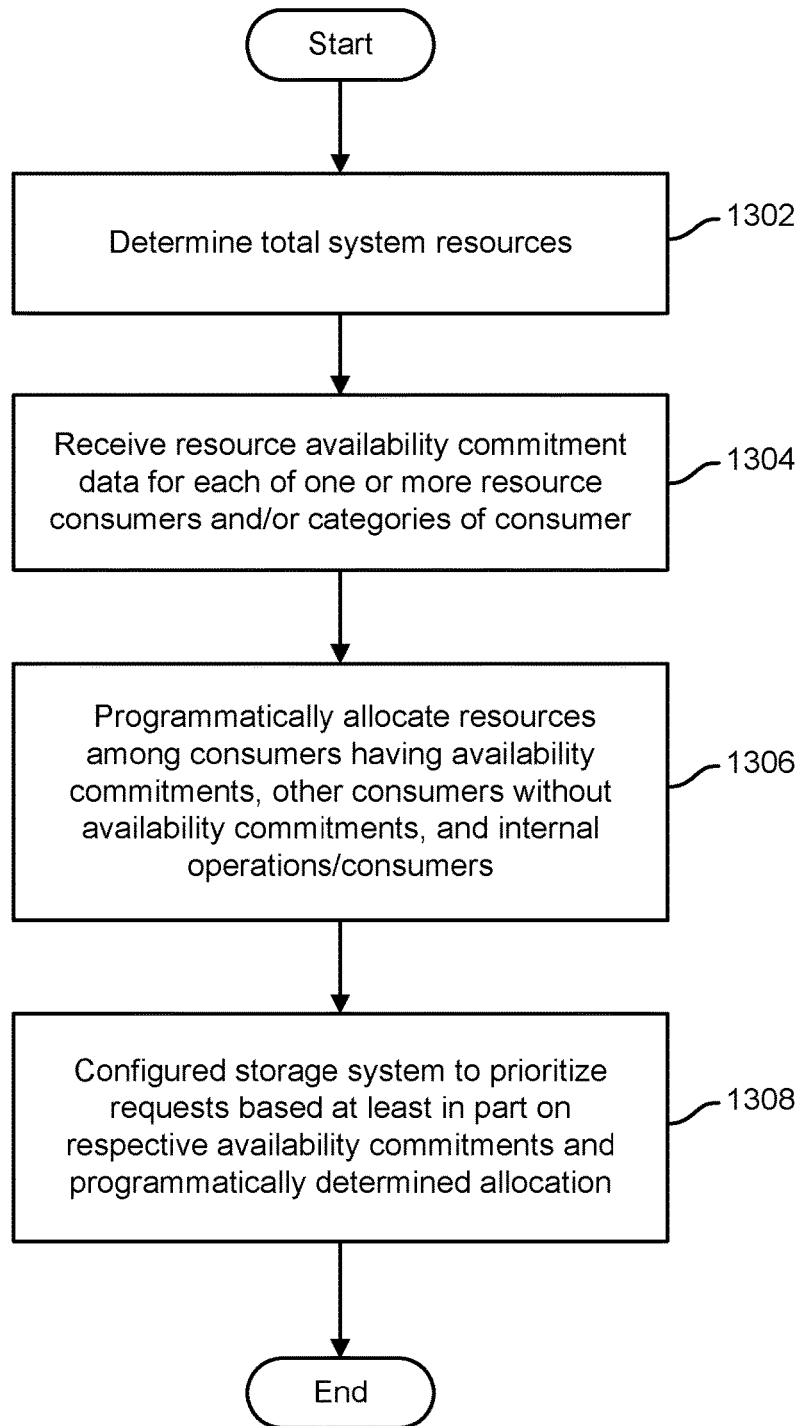 Start
Determine total system resources
1302
Receive resource availability commitment
data for each of one or more resource
consumers and/or categories of consumer
1304
Programmatically allocate resources
among consumers having availability
commitments, other consumers without
availability commitments, and internal
operations/consumers
1306
Configured storage system to prioritize
requests based at least in part on
respective availability commitments and
programmatically determined allocation
1308
End